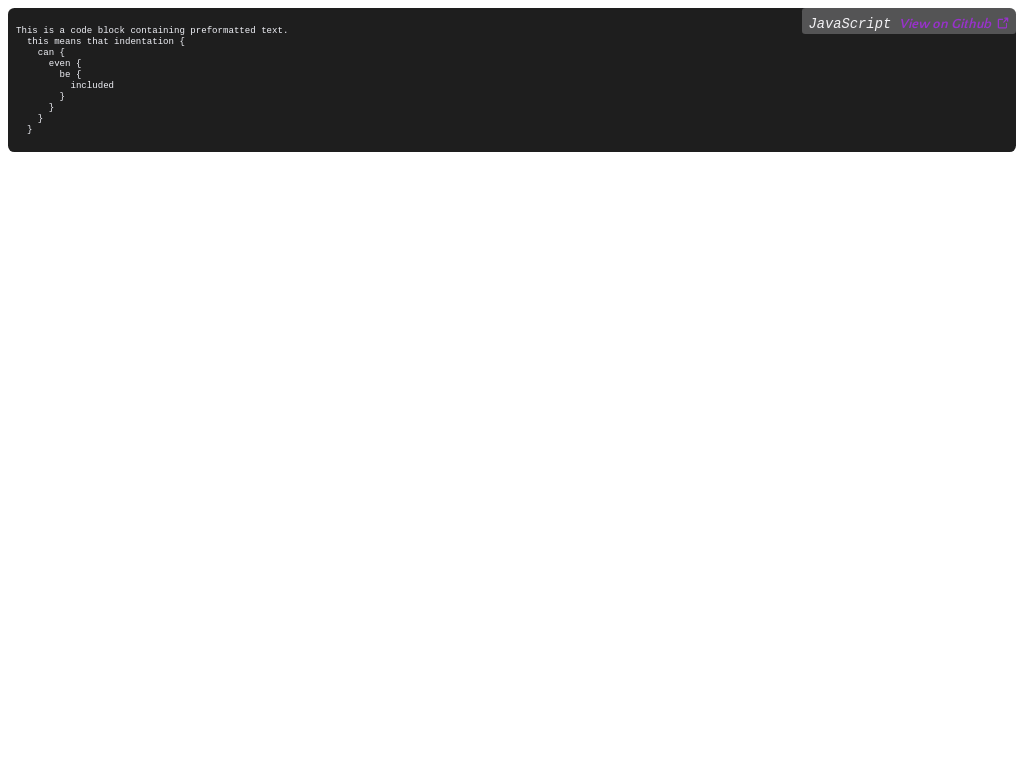 JavaScript View on Github
This is a code block containing preformatted text.
  this means that indentation {
    can {
      even {
        be {
          included
        }
      }
    }
  }